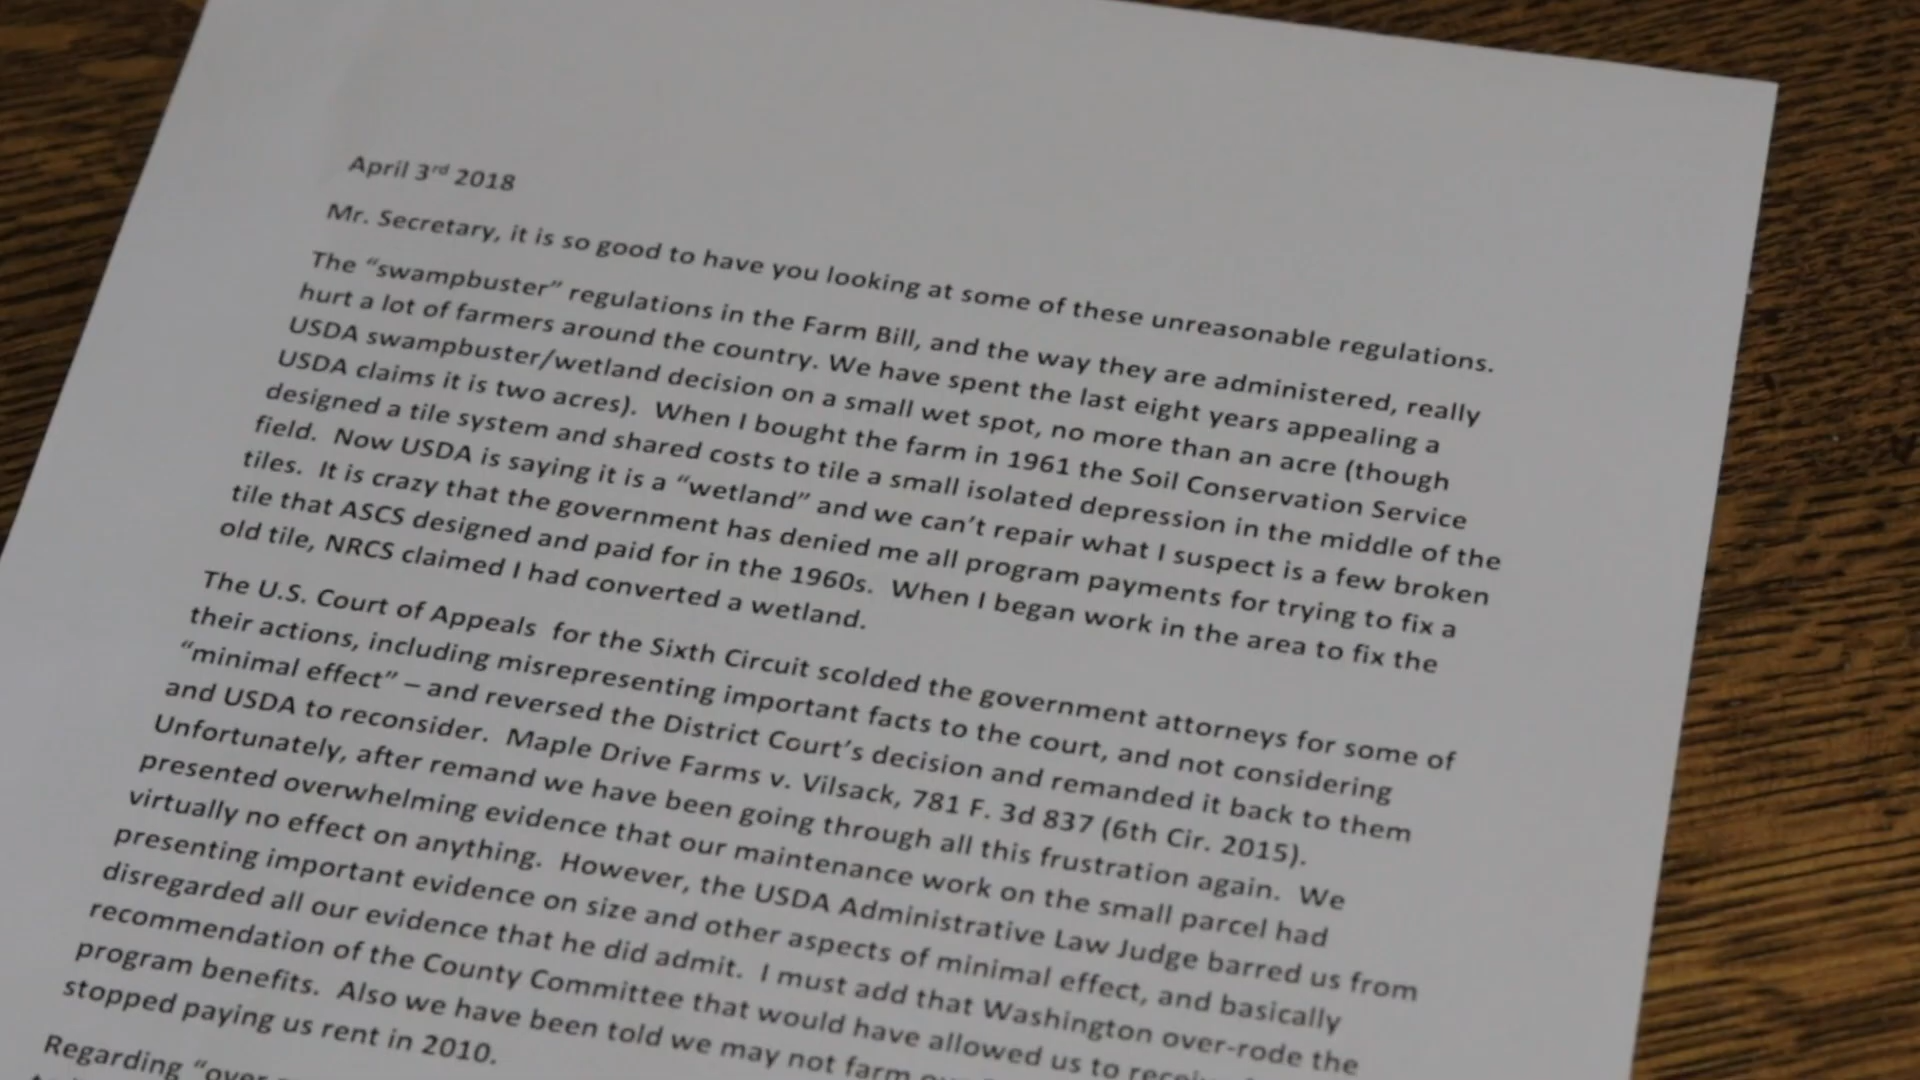 April 3rd 2018
Mr. Secretary, it is so good to have you looking at some of these unreasonable regulations.
The “swampbuster” regulations in the Farm Bill, and the way they are administered, really
hurt a lot of farmers around the country. We have spent the last eight years appealing a
USDA swampbuster/wetland decision on a small wet spot, no more than an acre (though
USDA claims it is two acres).  When I bought the farm in 1961 the Soil Conservation Service
designed a tile system and shared costs to tile a small isolated depression in the middle of the
field.  Now USDA is saying it is a “wetland” and we can’t repair what I suspect is a few broken
tiles.  It is crazy that the government has denied me all program payments for trying to fix a
tile that ASCS designed and paid for in the 1960s.  When I began work in the area to fix the
old tile, NRCS claimed I had converted a wetland.
The U.S. Court of Appeals  for the Sixth Circuit scolded the government attorneys for some of
their actions, including misrepresenting important facts to the court, and not considering
“minimal effect” – and reversed the District Court’s decision and remanded it back to them
and USDA to reconsider.  Maple Drive Farms v. Vilsack, 781 F. 3d 837 (6th Cir. 2015).
Unfortunately, after remand we have been going through all this frustration again.  We
presented overwhelming evidence that our maintenance work on the small parcel had
virtually no effect on anything.  However, the USDA Administrative Law Judge barred us from
presenting important evidence on size and other aspects of minimal effect, and basically
disregarded all our evidence that he did admit.  I must add that Washington over-rode the
recommendation of the County Committee that would have allowed us to
program benefits.  Also we have been told we may not farm
stopped paying us rent in 2010.
Regarding